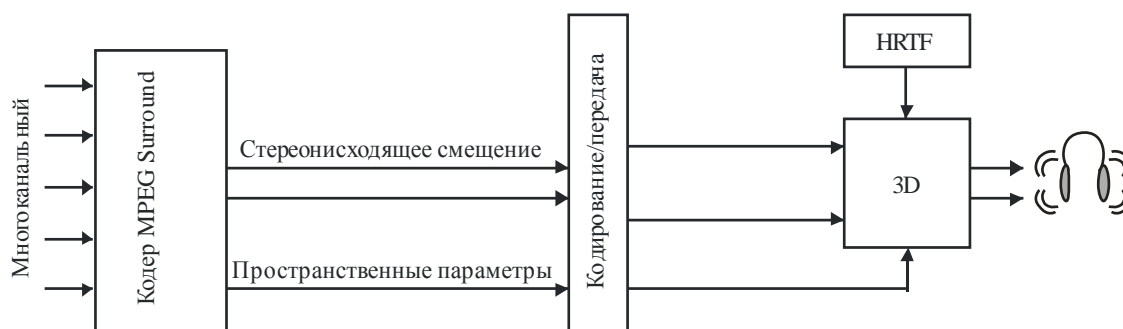 Многоканальный
Кодер MPEG Surround
Стереонисходящее смещение
Пространственные параметры
Кодирование/передача
HRTF
3D